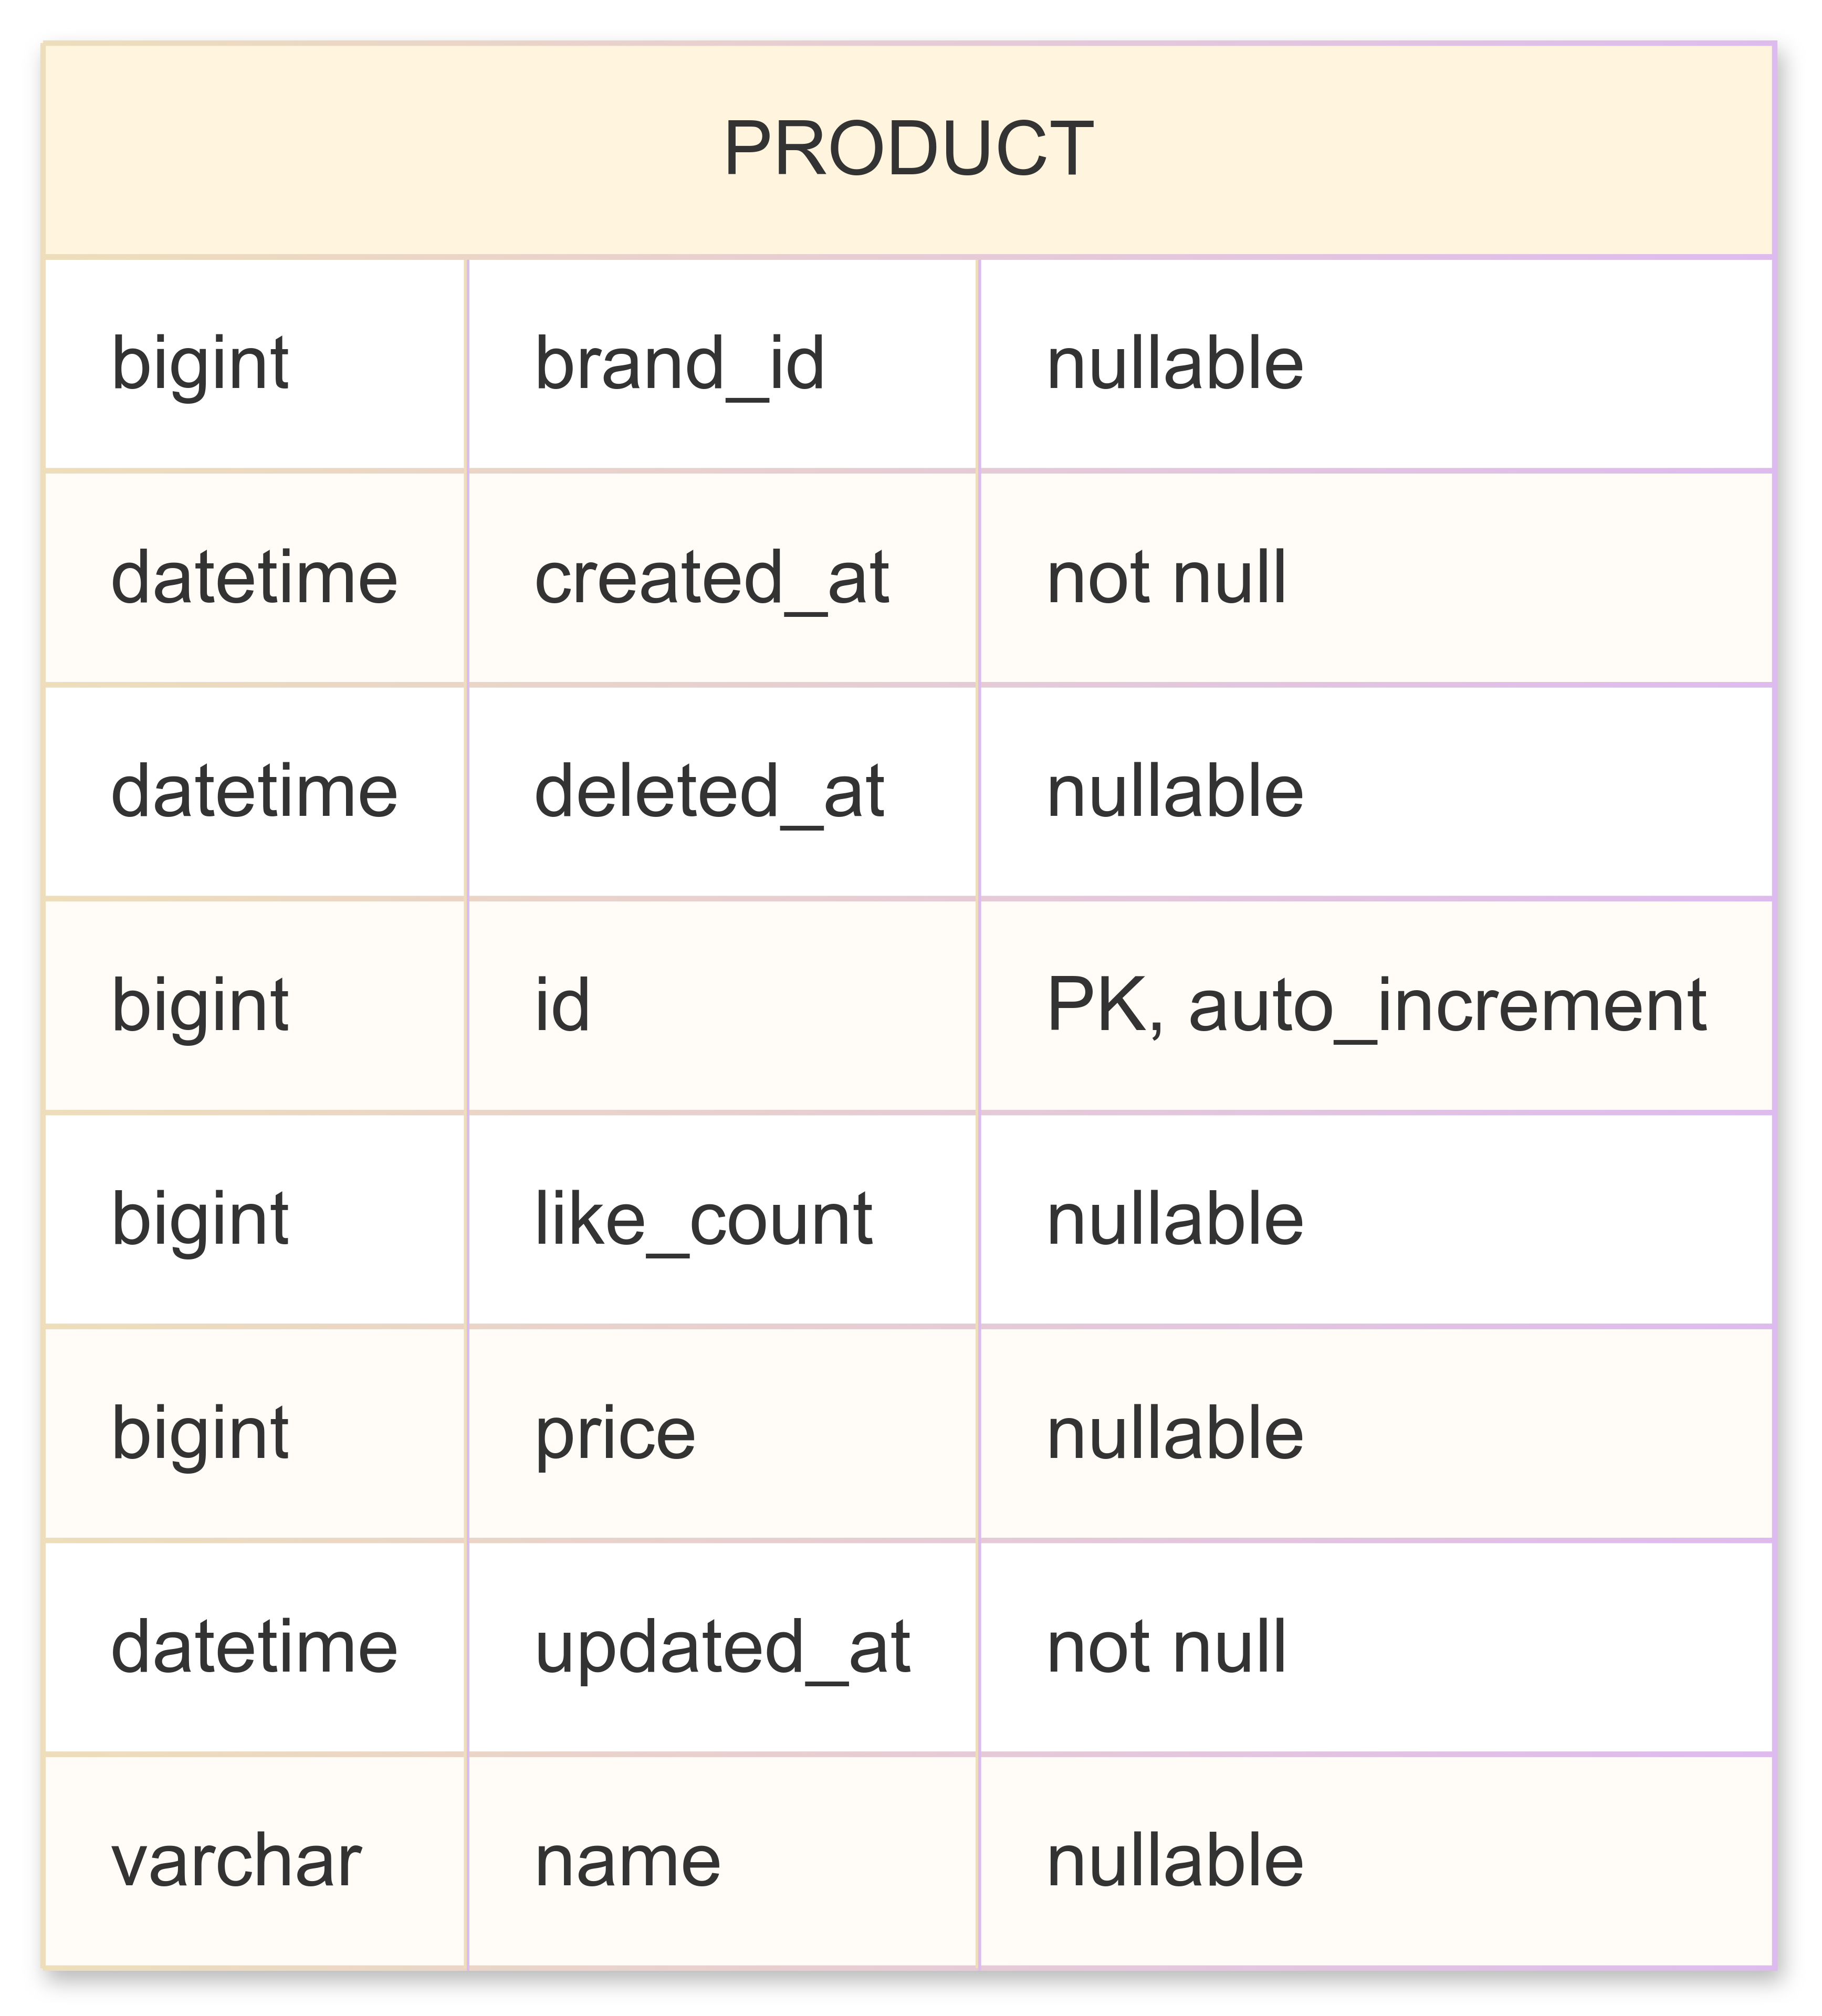 PRODUCT
bigint brand_id nullable
datetime created_at not null
datetime deleted_at nullable
bigint id PK, auto_increment
bigint like_count nullable
bigint price nullable
datetime updated_at not null
varchar name nullable